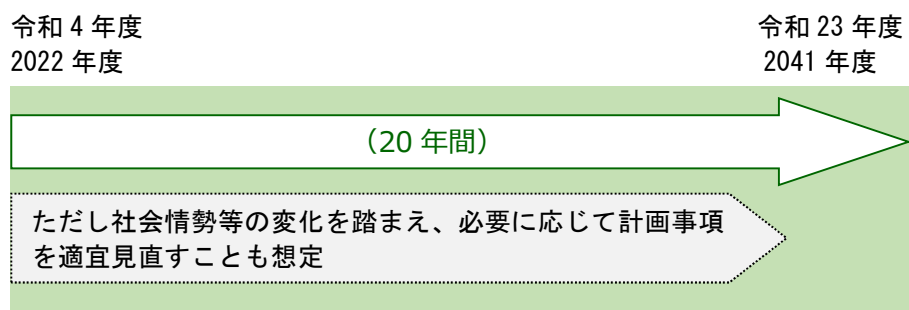 令和 4 年度
2022 年度
令和 23 年度
2041 年度
（20 年間）
ただし社会情勢等の変化を踏まえ、必要に応じて計画事項
を適宜見直すことも想定